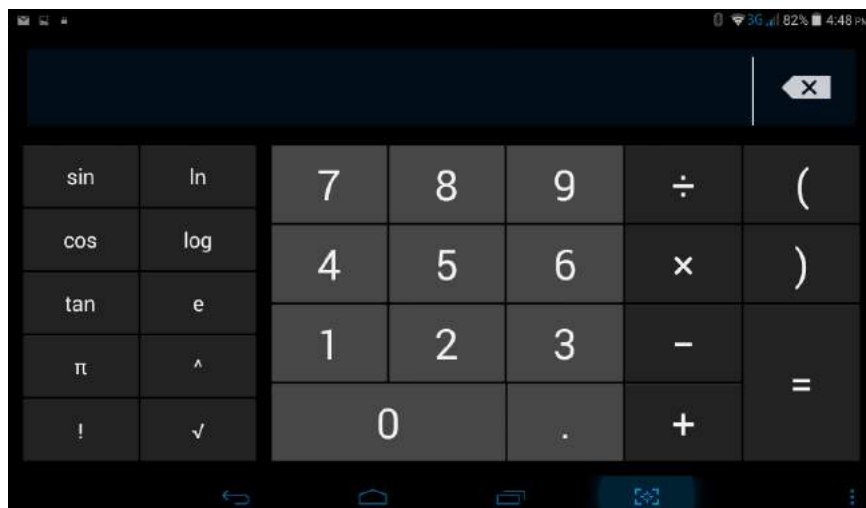 3G 82% 4:48 PM
sin ln 7 8 9 ÷ (
cos log 4 5 6 × )
tan e 1 2 3 −
π ^ =
! √ 0 . +